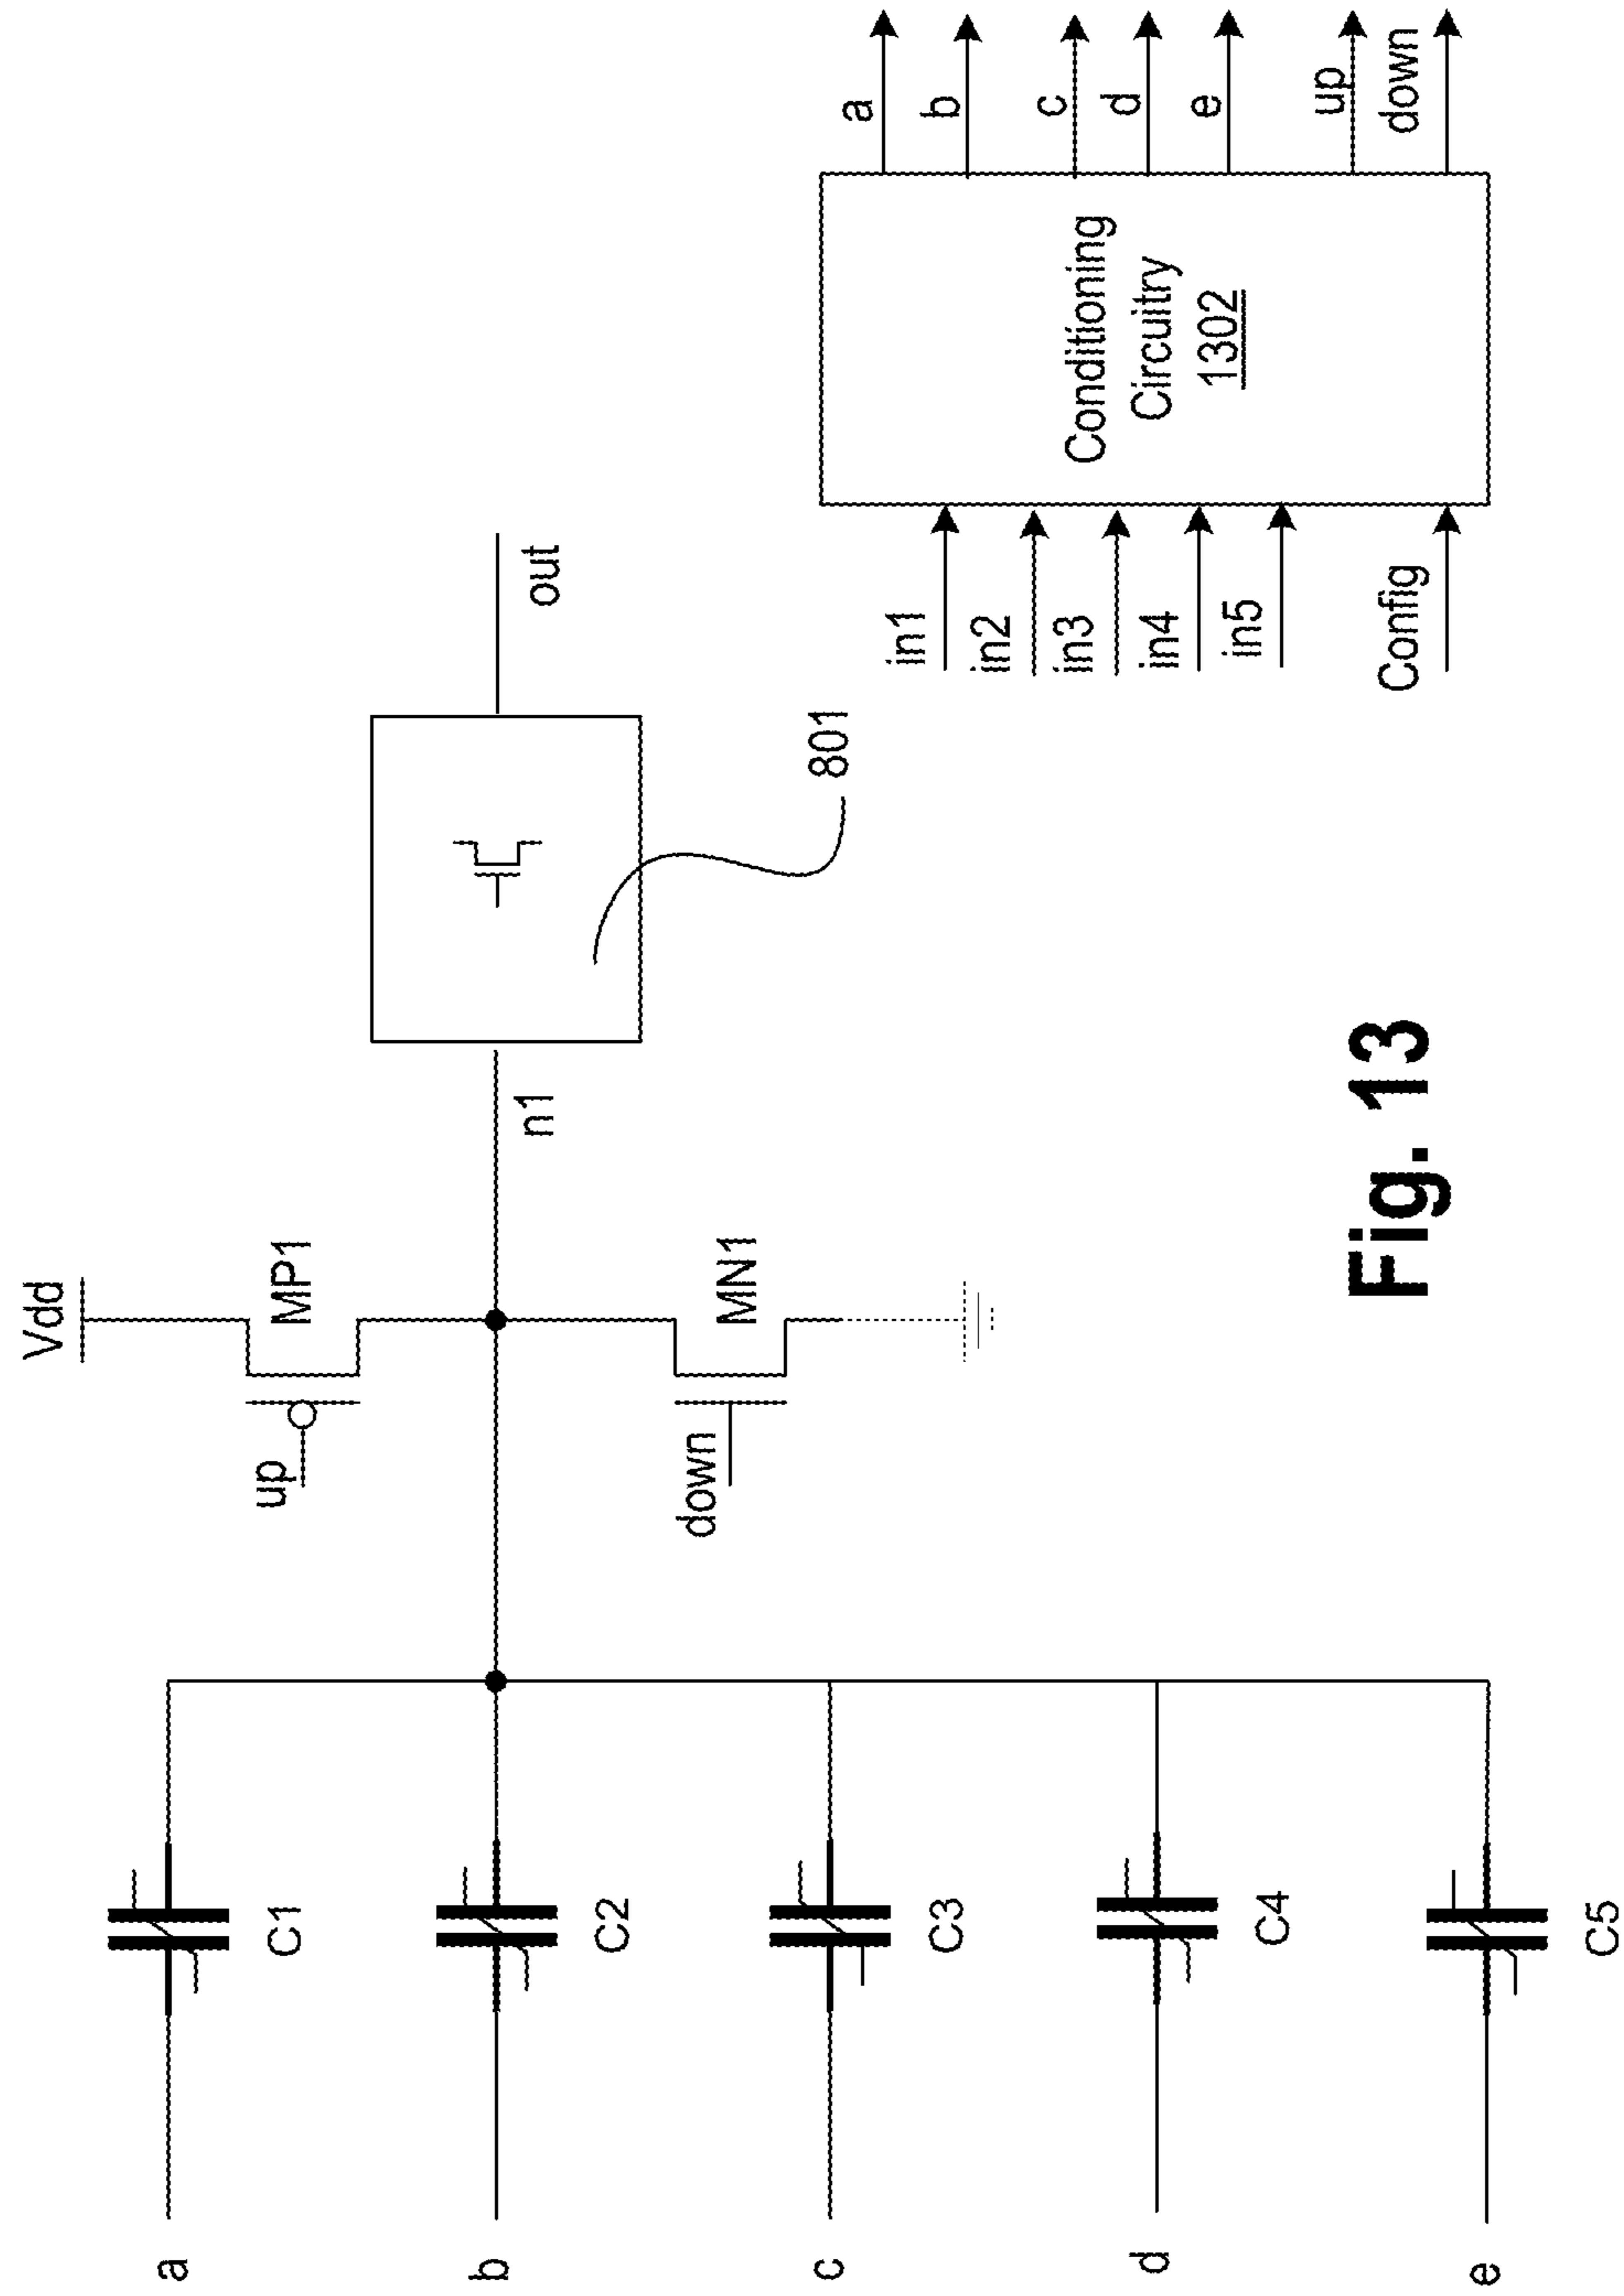 Vdd
up
MP1
a
C1
b
C2
n1
out
down
MN1
801
c
C3
d
C4
e
C5
in1
in2
in3
in4
in5
Config
Conditioning
Circuitry
1302
a
b
c
d
e
up
down
Fig. 13